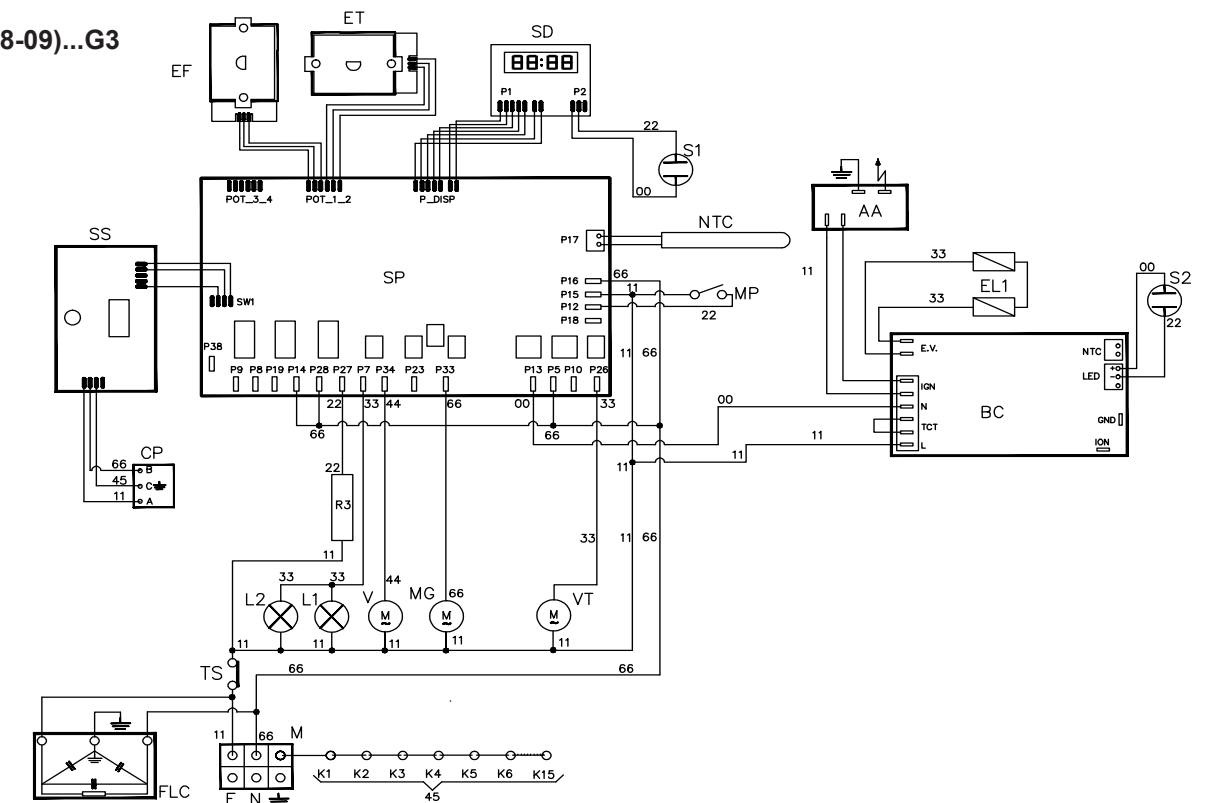 8-09)...G3
EF
ET
SD
88:88
P1
P2
22
S1
00
POT_3_4
POT_1_2
P_DISP
SS
SW1
SP
P17
NTC
P16
66
P15
11
MP
P12
22
P18
P38
P9
P8
P19
P14
P28
P27
P7
P34
P23
P33
P13
P5
P10
P26
22
33
44
66
00
33
66
66
11
66
AA
11
33
EL1
33
00
S2
22
E.V.
NTC
LED
+
-
IGN
N
BC
TCT
GND
L
ION
00
11
11
11
CP
66
B
45
C
11
A
22
R3
11
33
11
66
33
33
44
66
L2
L1
V
M
MG
M
M
VT
11
11
11
11
11
TS
66
66
11
66
M
FLC
F
N
K1
K2
K3
K4
K5
K6
K15
45